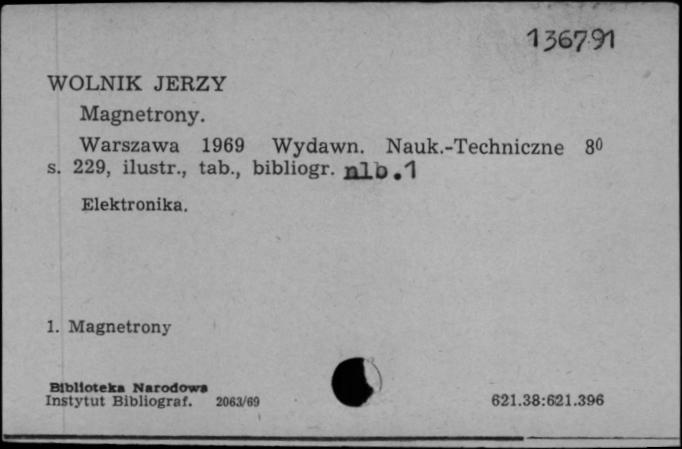 136791
WOLNIK JERZY
Magnetrony.
Warszawa 1969 Wydawn. Nauk.-Techniczne 8⁰
s. 229, ilustr., tab., bibliogr. nlb.1
Elektronika.
1. Magnetrony
Biblioteka Narodowa
Instytut Bibliograf. 2063/69
621.38:621.396